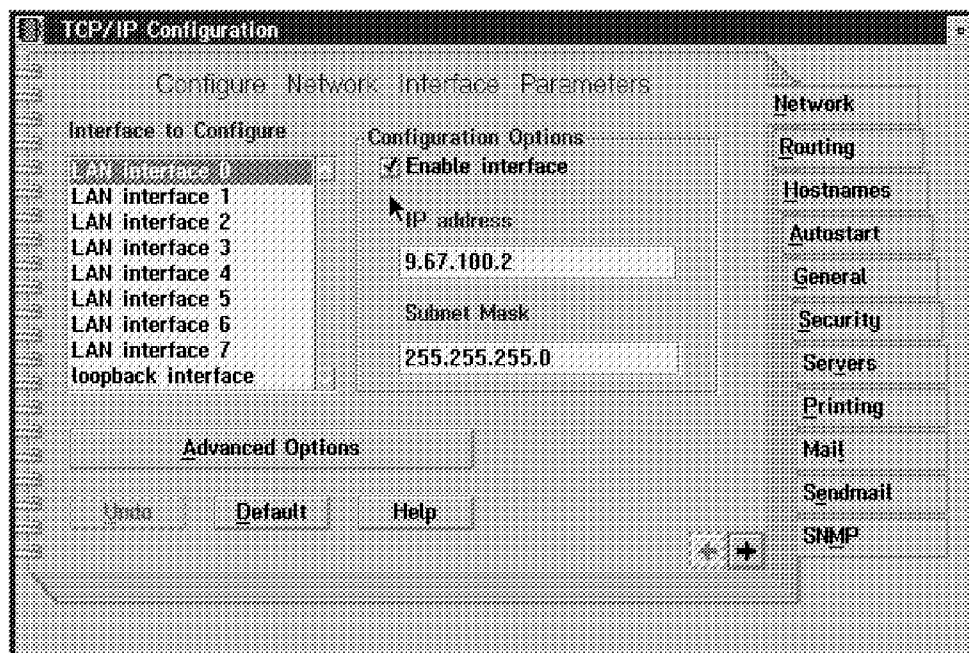 TCP/IP Configuration
Configure Network Interface Parameters
Interface to Configure
LAN interface 0
LAN interface 1
LAN interface 2
LAN interface 3
LAN interface 4
LAN interface 5
LAN interface 6
LAN interface 7
loopback interface
Configuration Options
Enable interface
IP address
9.67.100.2
Subnet Mask
255.255.255.0
Advanced Options
Undo
Default
Help
Network
Routing
Hostnames
Autostart
General
Security
Servers
Printing
Mail
Sendmail
SNMP